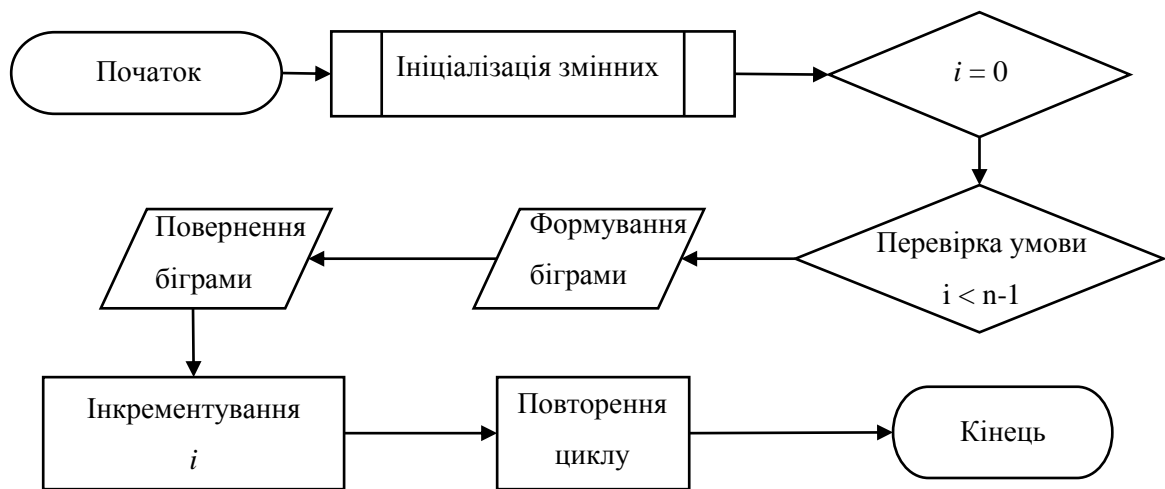 Початок
Ініціалізація змінних
i = 0
Перевірка умови
i < n-1
Формування
біграми
Повернення
біграми
Інкрементування
i
Повторення
циклу
Кінець